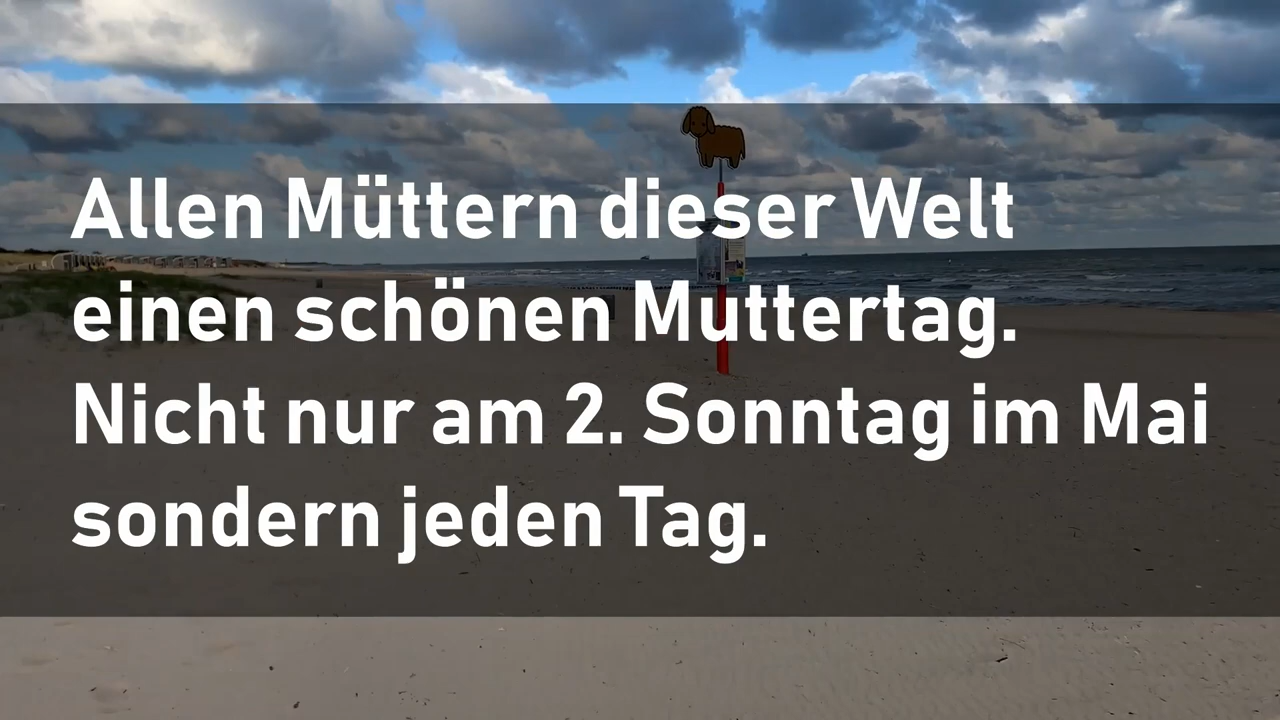 Allen Müttern dieser Welt
einen schönen Muttertag.
Nicht nur am 2. Sonntag im Mai
sondern jeden Tag.